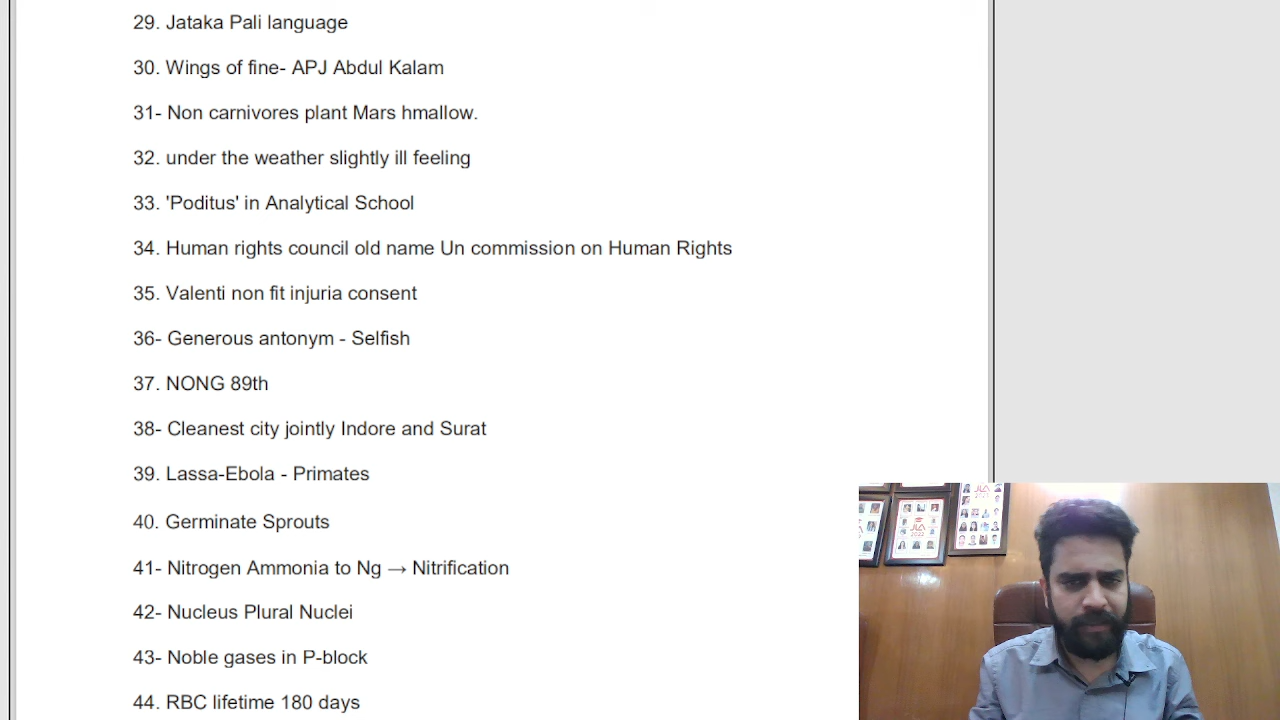 29. Jataka Pali language
30. Wings of fine- APJ Abdul Kalam
31- Non carnivores plant Mars hmallow.
32. under the weather slightly ill feeling
33. 'Poditus' in Analytical School
34. Human rights council old name Un commission on Human Rights
35. Valenti non fit injuria consent
36- Generous antonym - Selfish
37. NONG 89th
38- Cleanest city jointly Indore and Surat
39. Lassa-Ebola - Primates
40. Germinate Sprouts
41- Nitrogen Ammonia to Ng → Nitrification
42- Nucleus Plural Nuclei
43- Noble gases in P-block
44. RBC lifetime 180 days
JLA
JLA